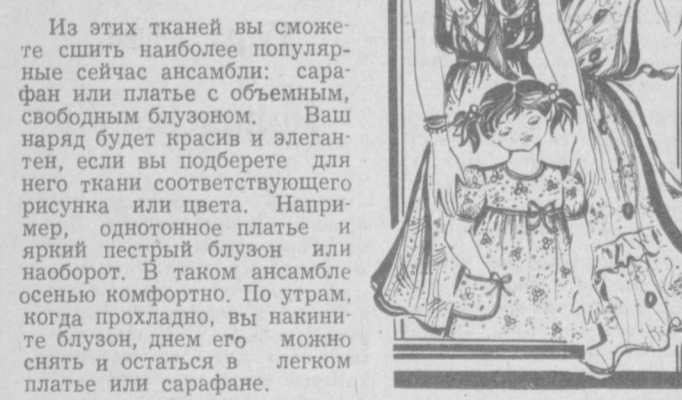 Из этих тканей вы сможе-
те сшить наиболее популяр-
ные сейчас ансамбли: сара-
фан или платье с объемным,
свободным блузоном. Ваш
наряд будет красив и элеган-
тен, если вы подберете для
него ткани соответствующего
рисунка или цвета. Напри-
мер, однотонное платье и
яркий пестрый блузон или
наоборот. В таком ансамбле
осенью комфортно. По утрам,
когда прохладно, вы накини-
те блузон, днем его можно
снять и остаться в легком
платье или сарафане.